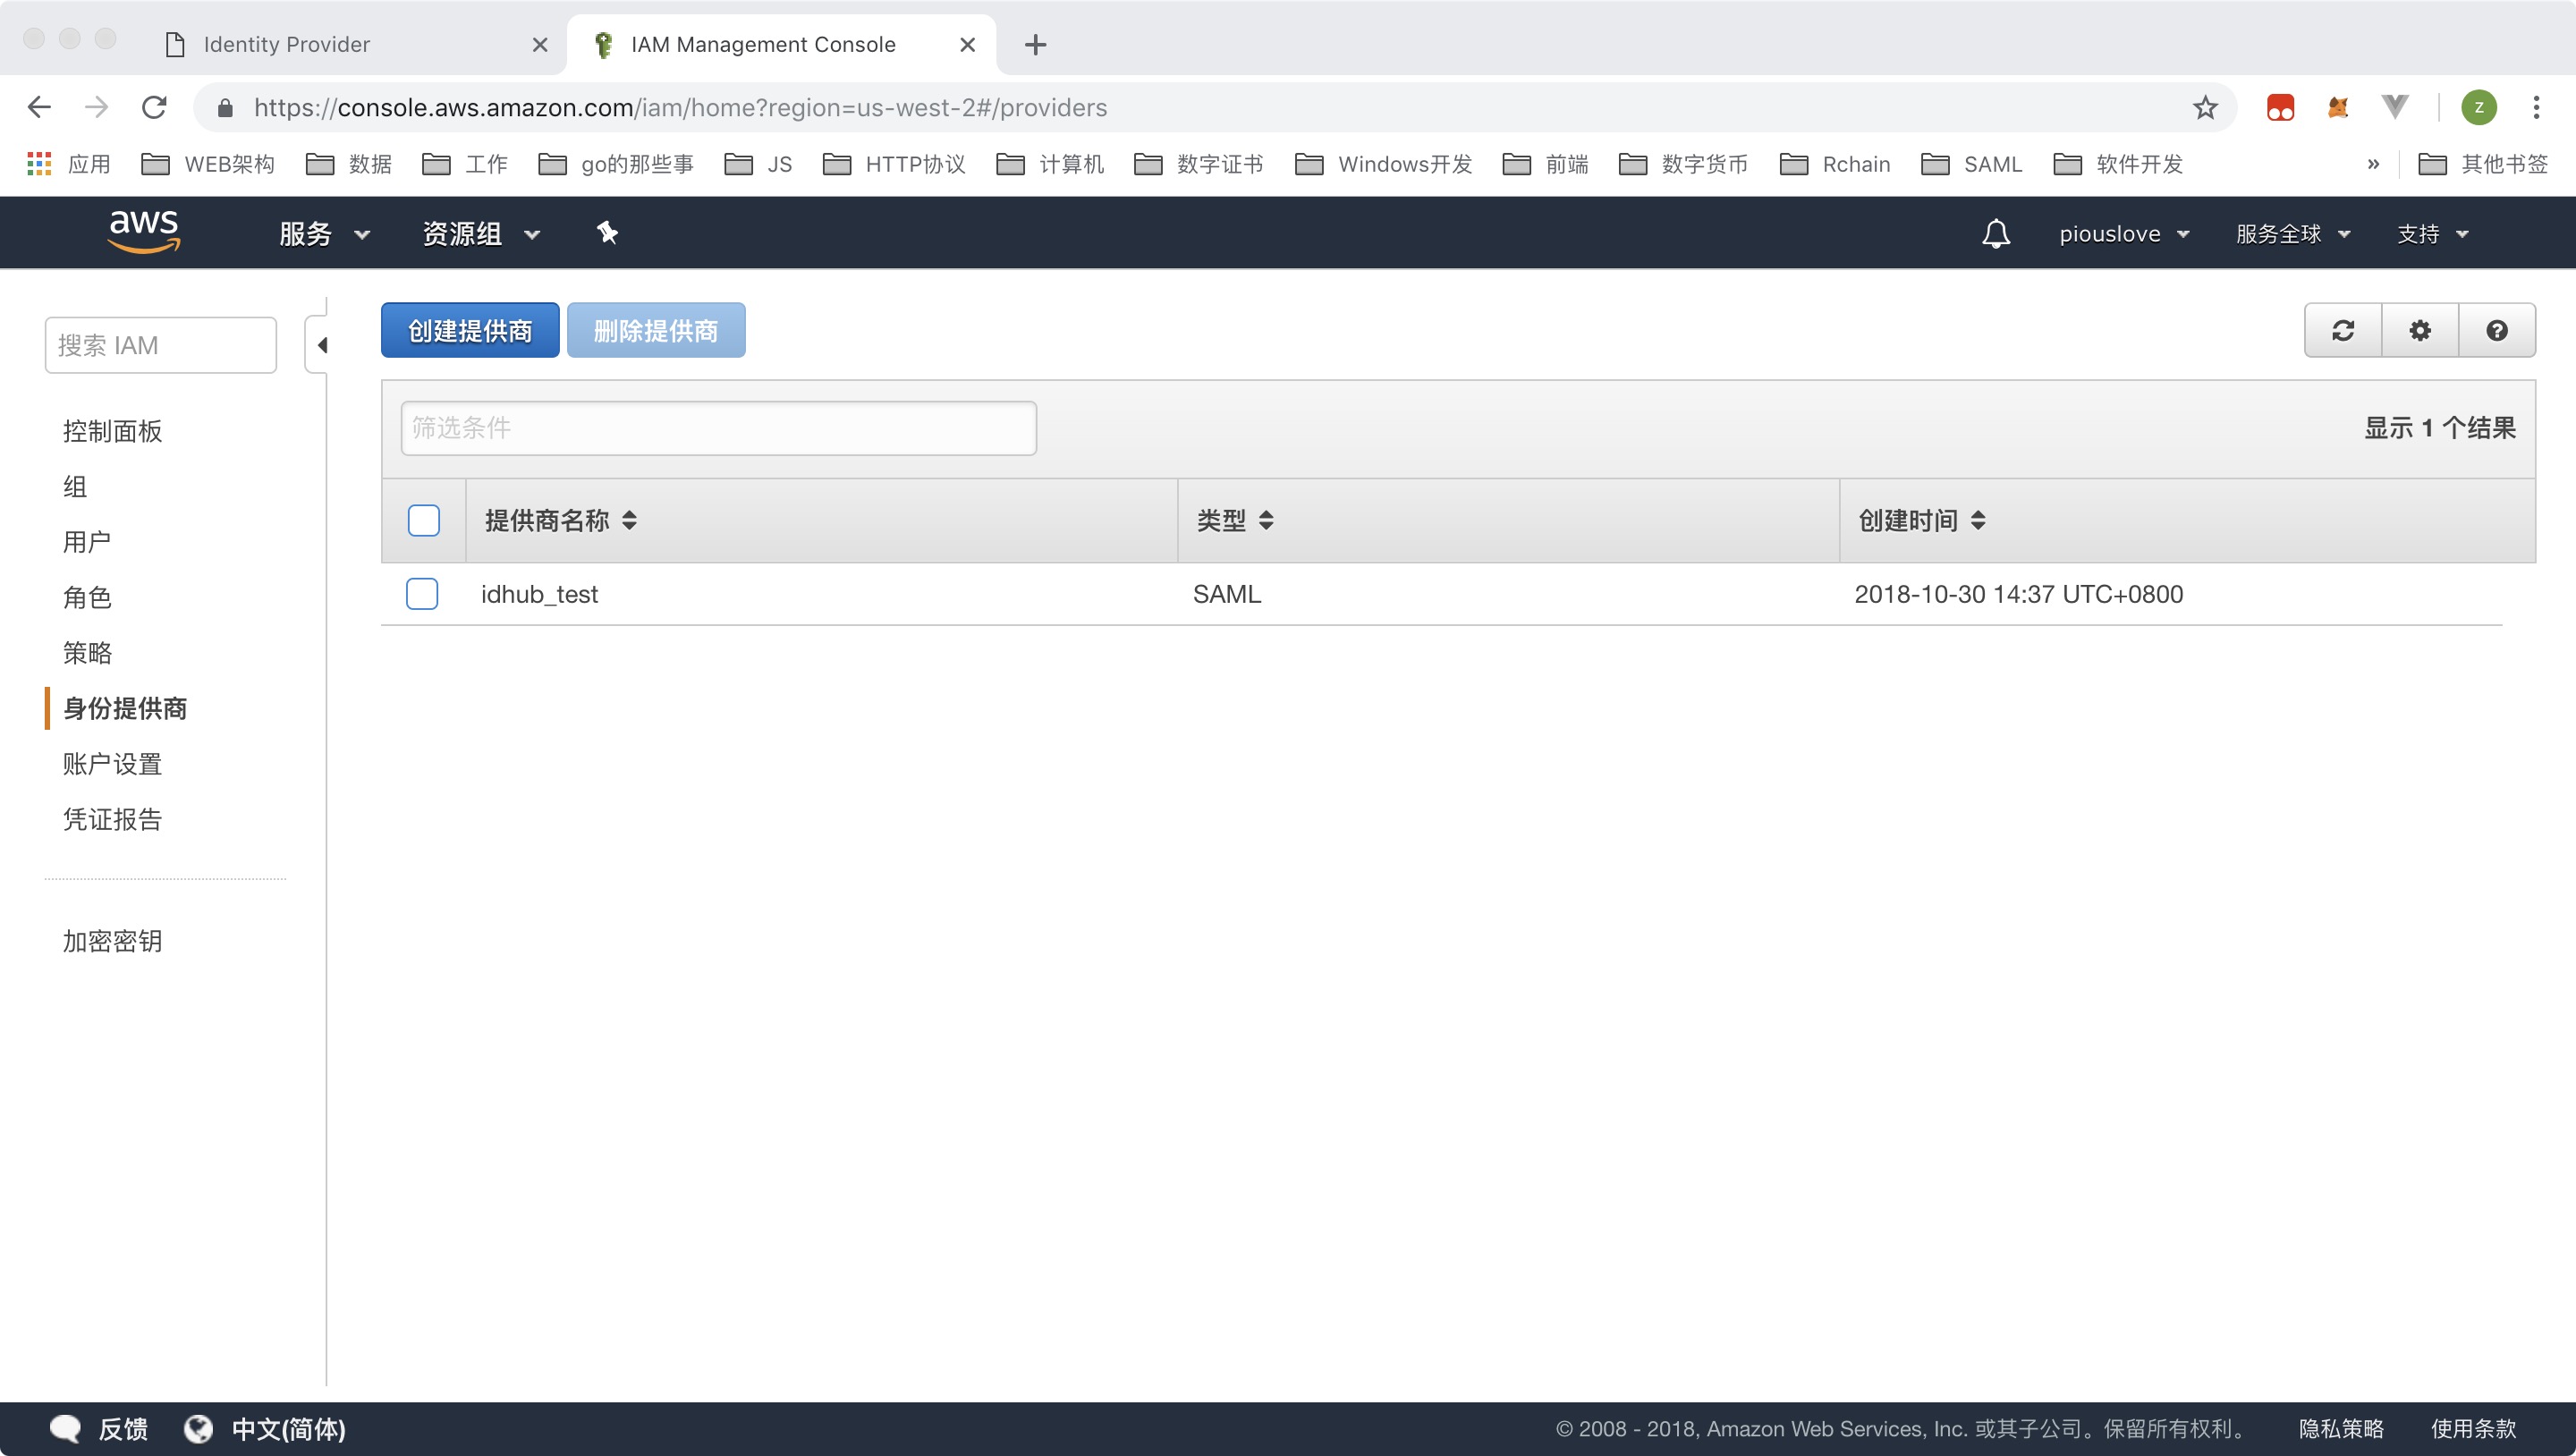 Identity Provider
IAM Management Console
https://console.aws.amazon.com/iam/home?region=us-west-2#/providers
z
应用 WEB架构 数据 工作 go的那些事 JS HTTP协议 计算机 数字证书 Windows开发 前端 数字货币 Rchain SAML 软件开发 » 其他书签
aws 服务 资源组 piouslove 服务全球 支持
搜索 IAM
控制面板
组
用户
角色
策略
身份提供商
账户设置
凭证报告
加密密钥
创建提供商 删除提供商
筛选条件 显示 1 个结果
提供商名称 类型 创建时间
idhub_test SAML 2018-10-30 14:37 UTC+0800
反馈 中文(简体) © 2008 - 2018, Amazon Web Services, Inc. 或其子公司。保留所有权利。 隐私策略 使用条款